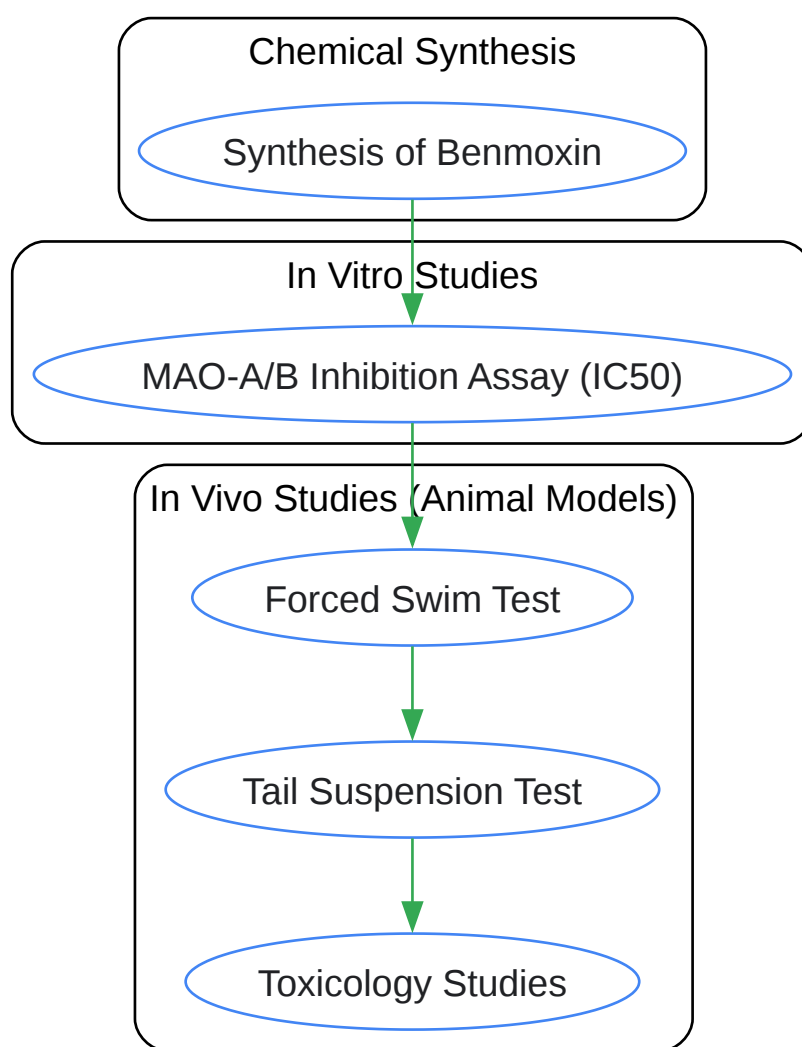 Chemical Synthesis
Synthesis of Benmoxin
In Vitro Studies
MAO-A/B Inhibition Assay (IC50)
In Vivo Studies (Animal Models)
Forced Swim Test
Tail Suspension Test
Toxicology Studies